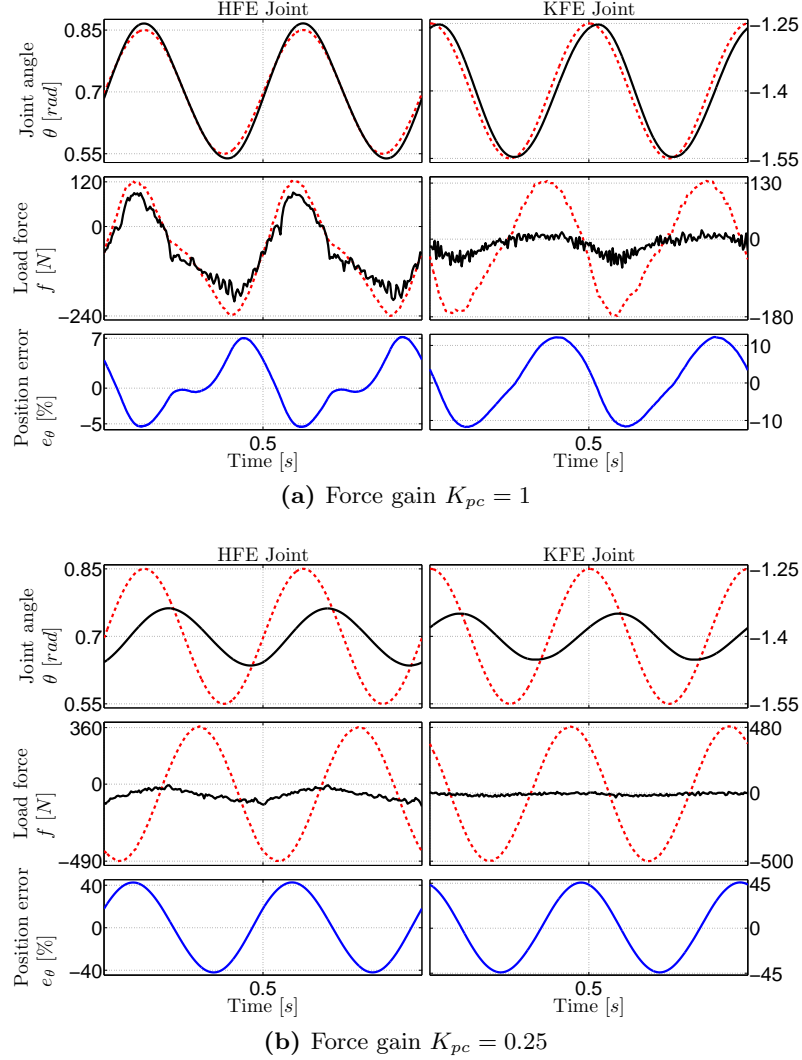 HFE Joint KFE Joint
Joint angle
θ [rad]
0.85
0.7
0.55
−1.25
−1.4
−1.55
Load force
f [N]
120
0
−240
130
0
−180
Position error
eθ [%]
7
0
−5
10
0
−10
0.5 0.5
Time [s] Time [s]
(a) Force gain Kpc = 1
HFE Joint KFE Joint
Joint angle
θ [rad]
0.85
0.7
0.55
−1.25
−1.4
−1.55
Load force
f [N]
360
0
−490
480
0
−500
Position error
eθ [%]
40
0
−40
45
0
−45
0.5 0.5
Time [s] Time [s]
(b) Force gain Kpc = 0.25